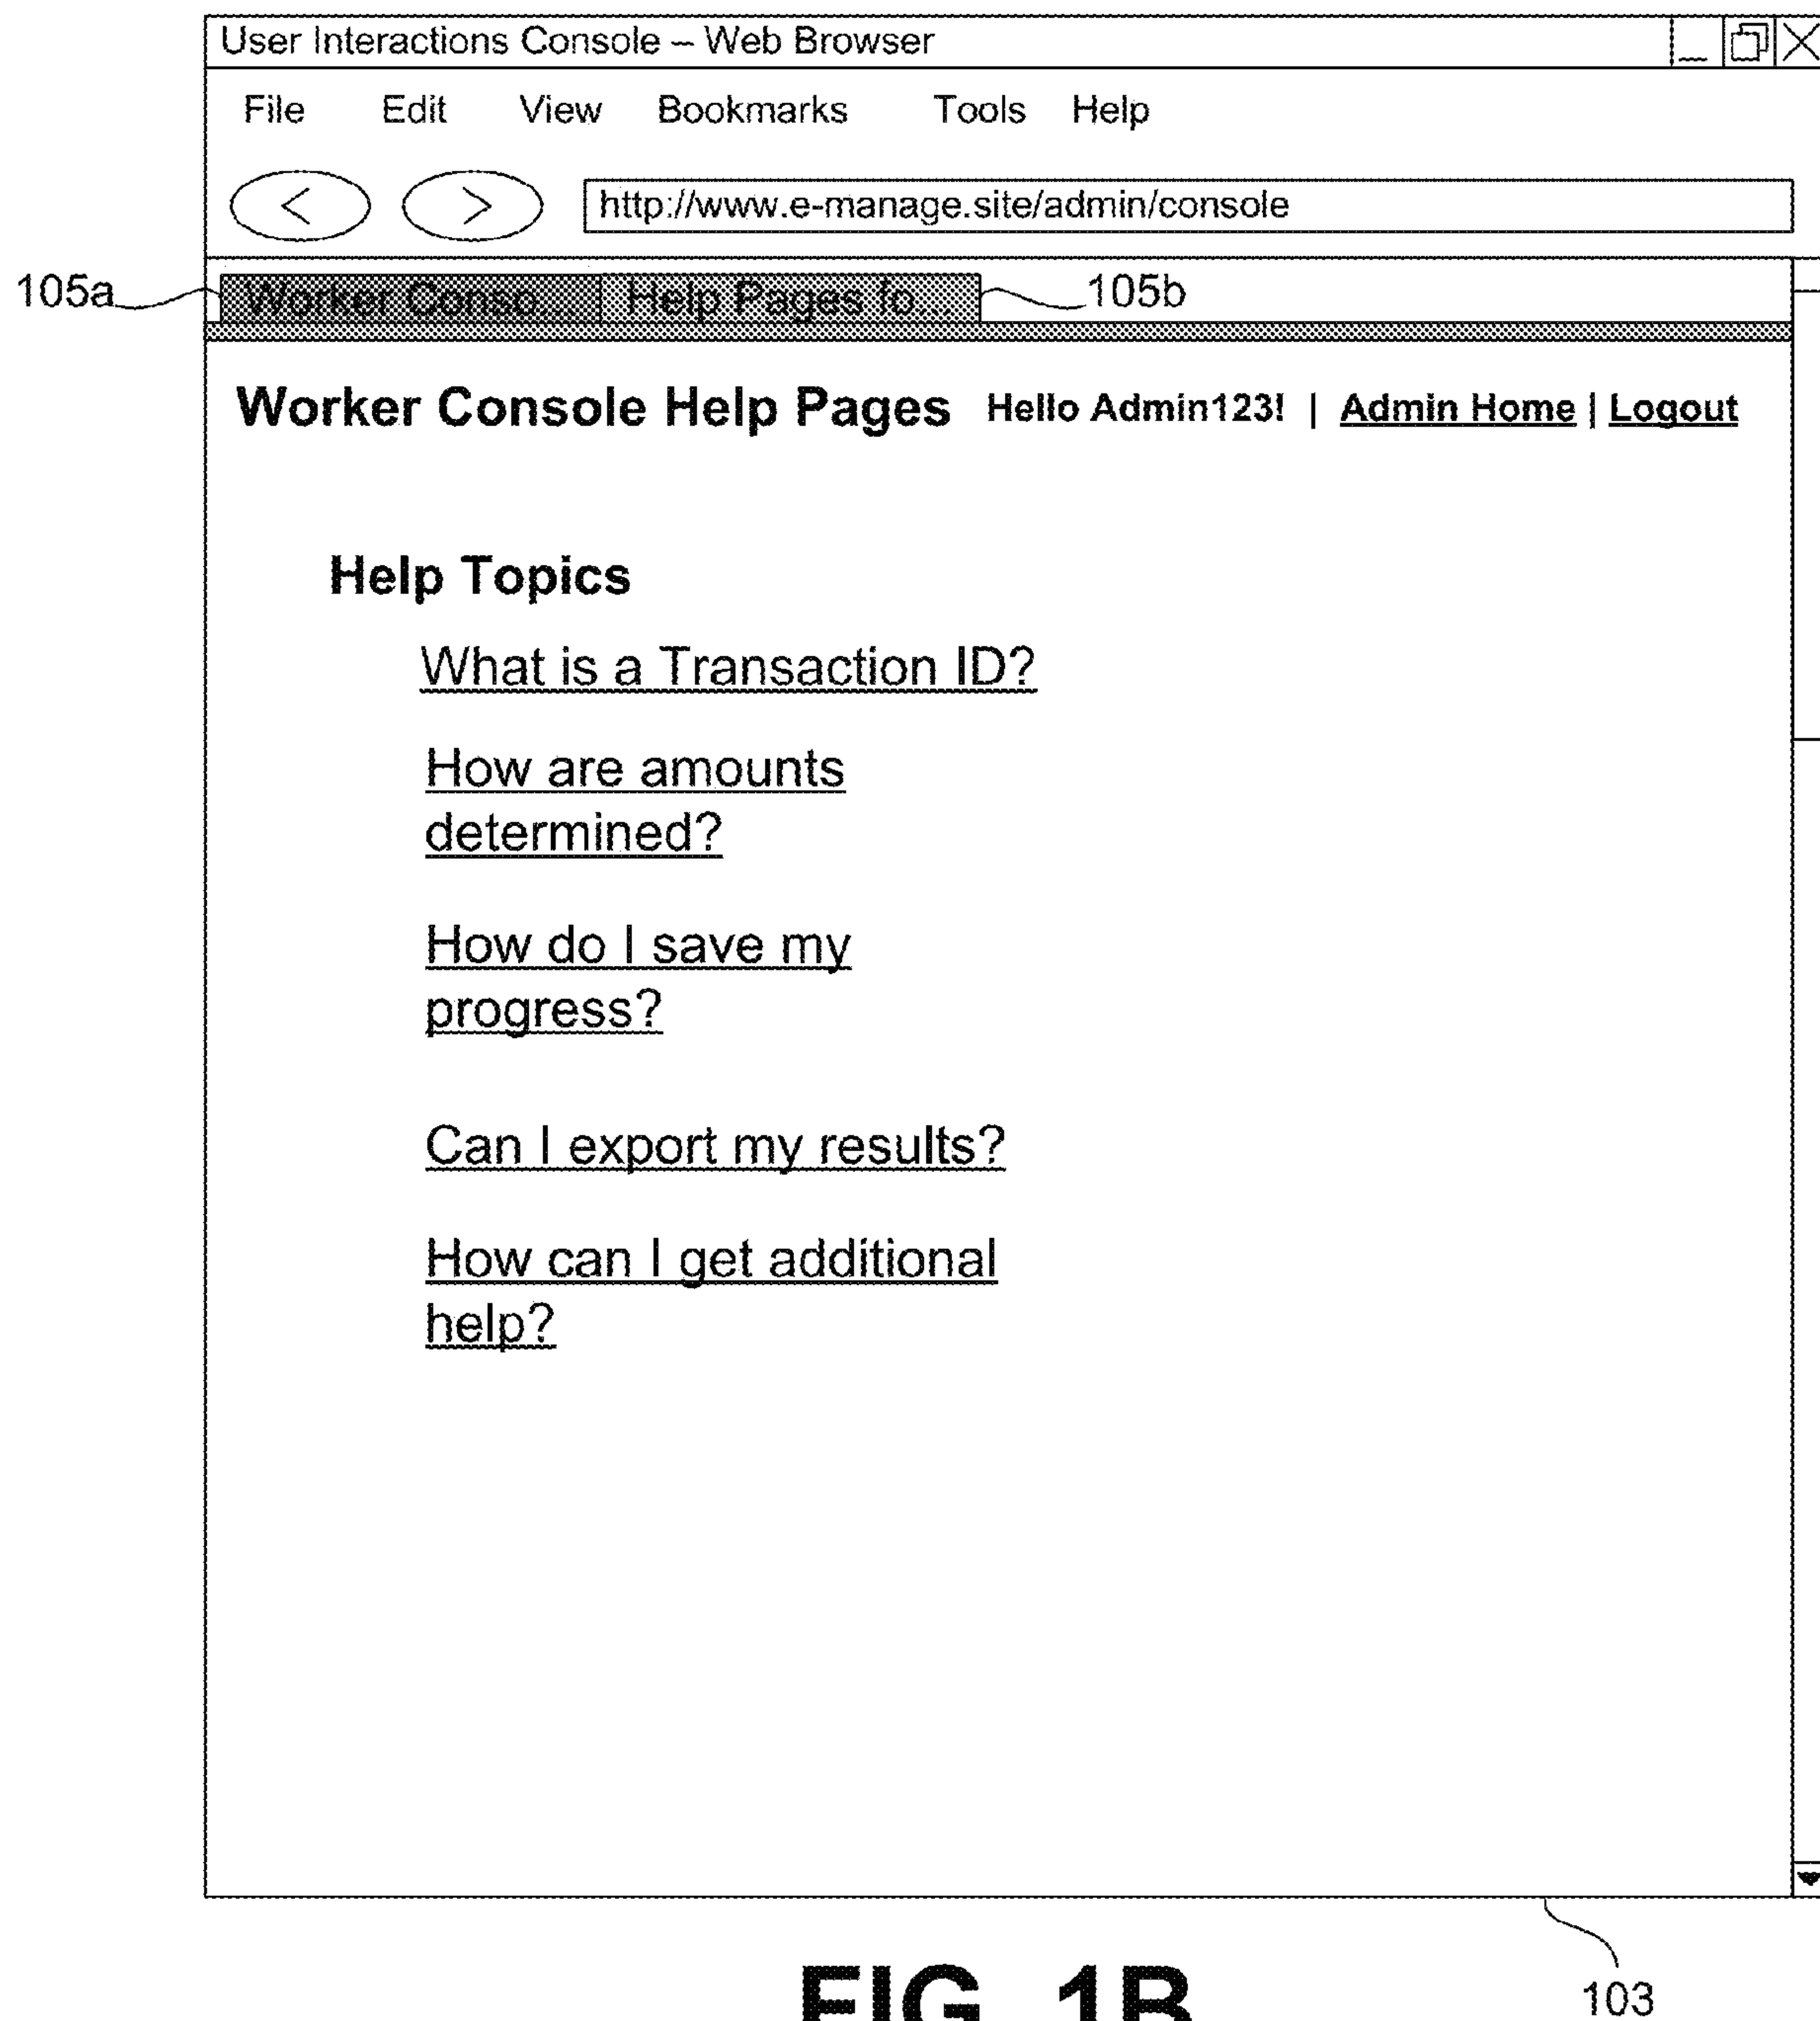 User Interactions Console – Web Browser
File Edit View Bookmarks Tools Help
http://www.e-manage.site/admin/console
105a
Worker Conso... Help Pages fo...
105b
Worker Console Help Pages Hello Admin123! | Admin Home | Logout
Help Topics
What is a Transaction ID?
How are amounts
determined?
How do I save my
progress?
Can I export my results?
How can I get additional
help?
103
FIG. 1B